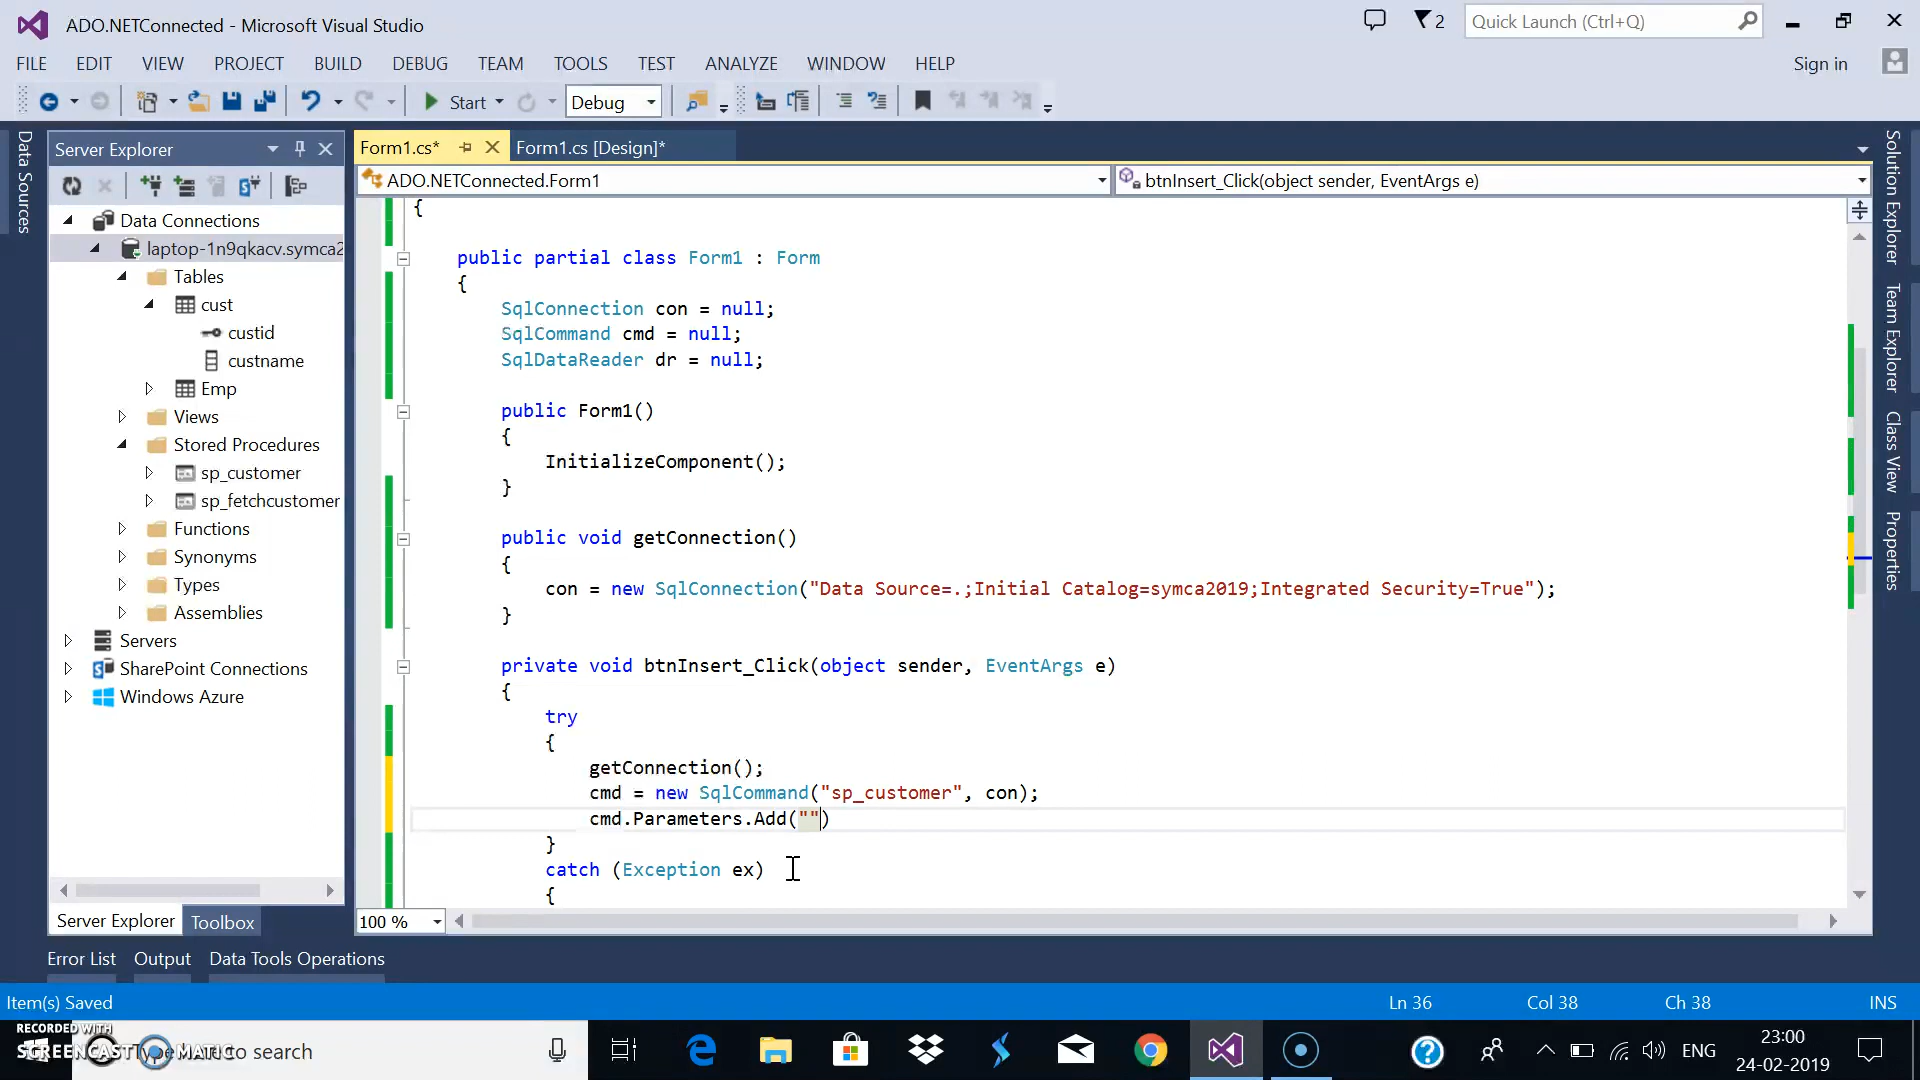 ADO.NETConnected - Microsoft Visual Studio
2
Quick Launch (Ctrl+Q)
FILE EDIT VIEW PROJECT BUILD DEBUG TEAM TOOLS TEST ANALYZE WINDOW HELP
Sign in
Start
Debug
Data Sources
Server Explorer
Data Connections
laptop-1n9qkacv.symca2
Tables
cust
custid
custname
Emp
Views
Stored Procedures
sp_customer
sp_fetchcustomer
Functions
Synonyms
Types
Assemblies
Servers
SharePoint Connections
Windows Azure
Server Explorer
Toolbox
Form1.cs*
Form1.cs [Design]*
ADO.NETConnected.Form1
btnInsert_Click(object sender, EventArgs e)
{
public partial class Form1 : Form
{
SqlConnection con = null;
SqlCommand cmd = null;
SqlDataReader dr = null;
public Form1()
{
InitializeComponent();
}
public void getConnection()
{
con = new SqlConnection("Data Source=.;Initial Catalog=symca2019;Integrated Security=True");
}
private void btnInsert_Click(object sender, EventArgs e)
{
try
{
getConnection();
cmd = new SqlCommand("sp_customer", con);
cmd.Parameters.Add("")
}
catch (Exception ex)
{
100 %
Solution Explorer
Team Explorer
Class View
Properties
Error List
Output
Data Tools Operations
Item(s) Saved
Ln 36
Col 38
Ch 38
INS
RECORDED WITH
SCREENCAST MATIC
to search
ENG
23:00
24-02-2019